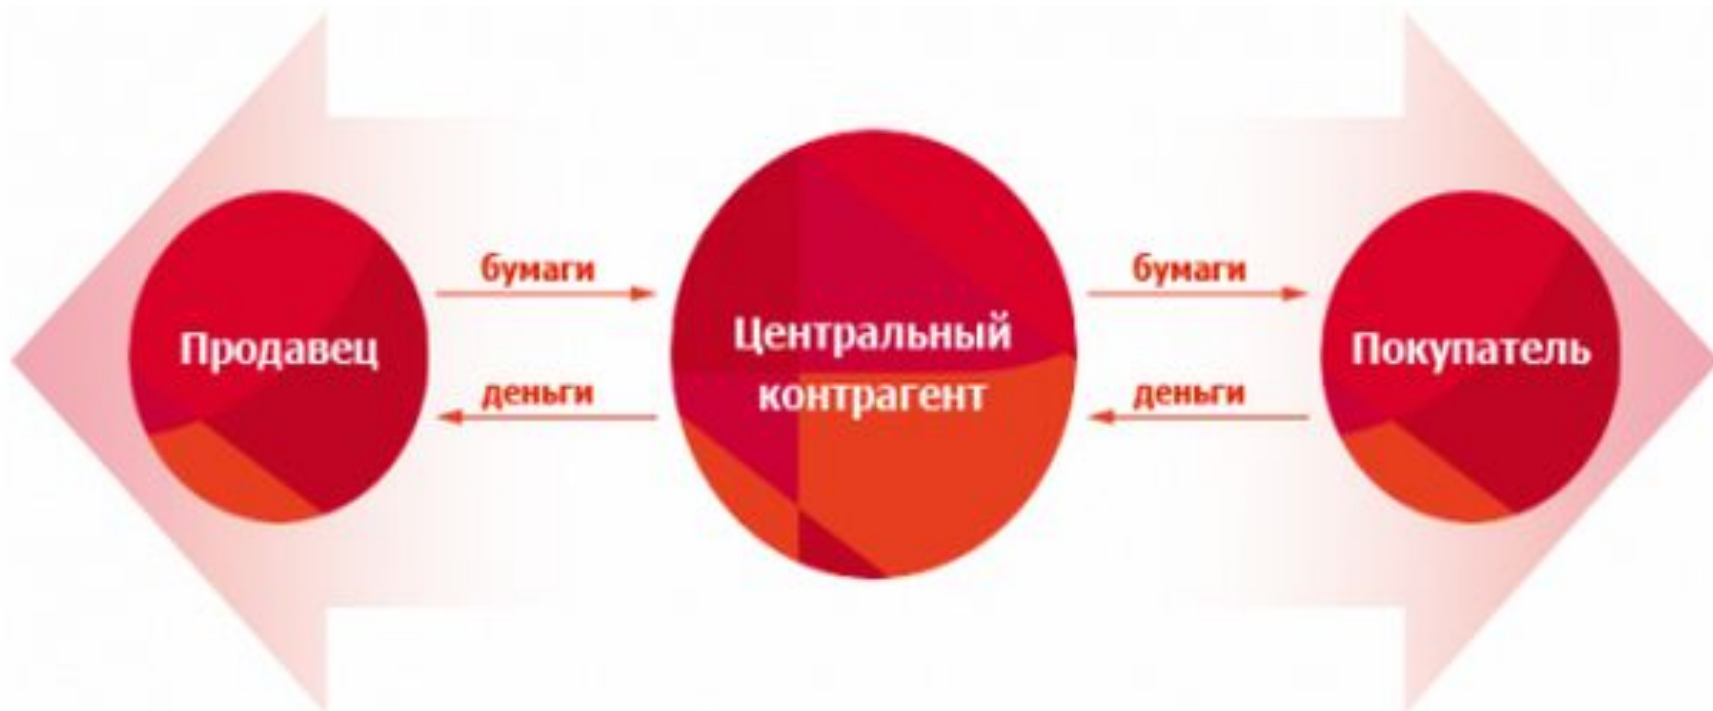 бумаги
бумаги
Продавец
Центральный
контрагент
Покупатель
деньги
деньги